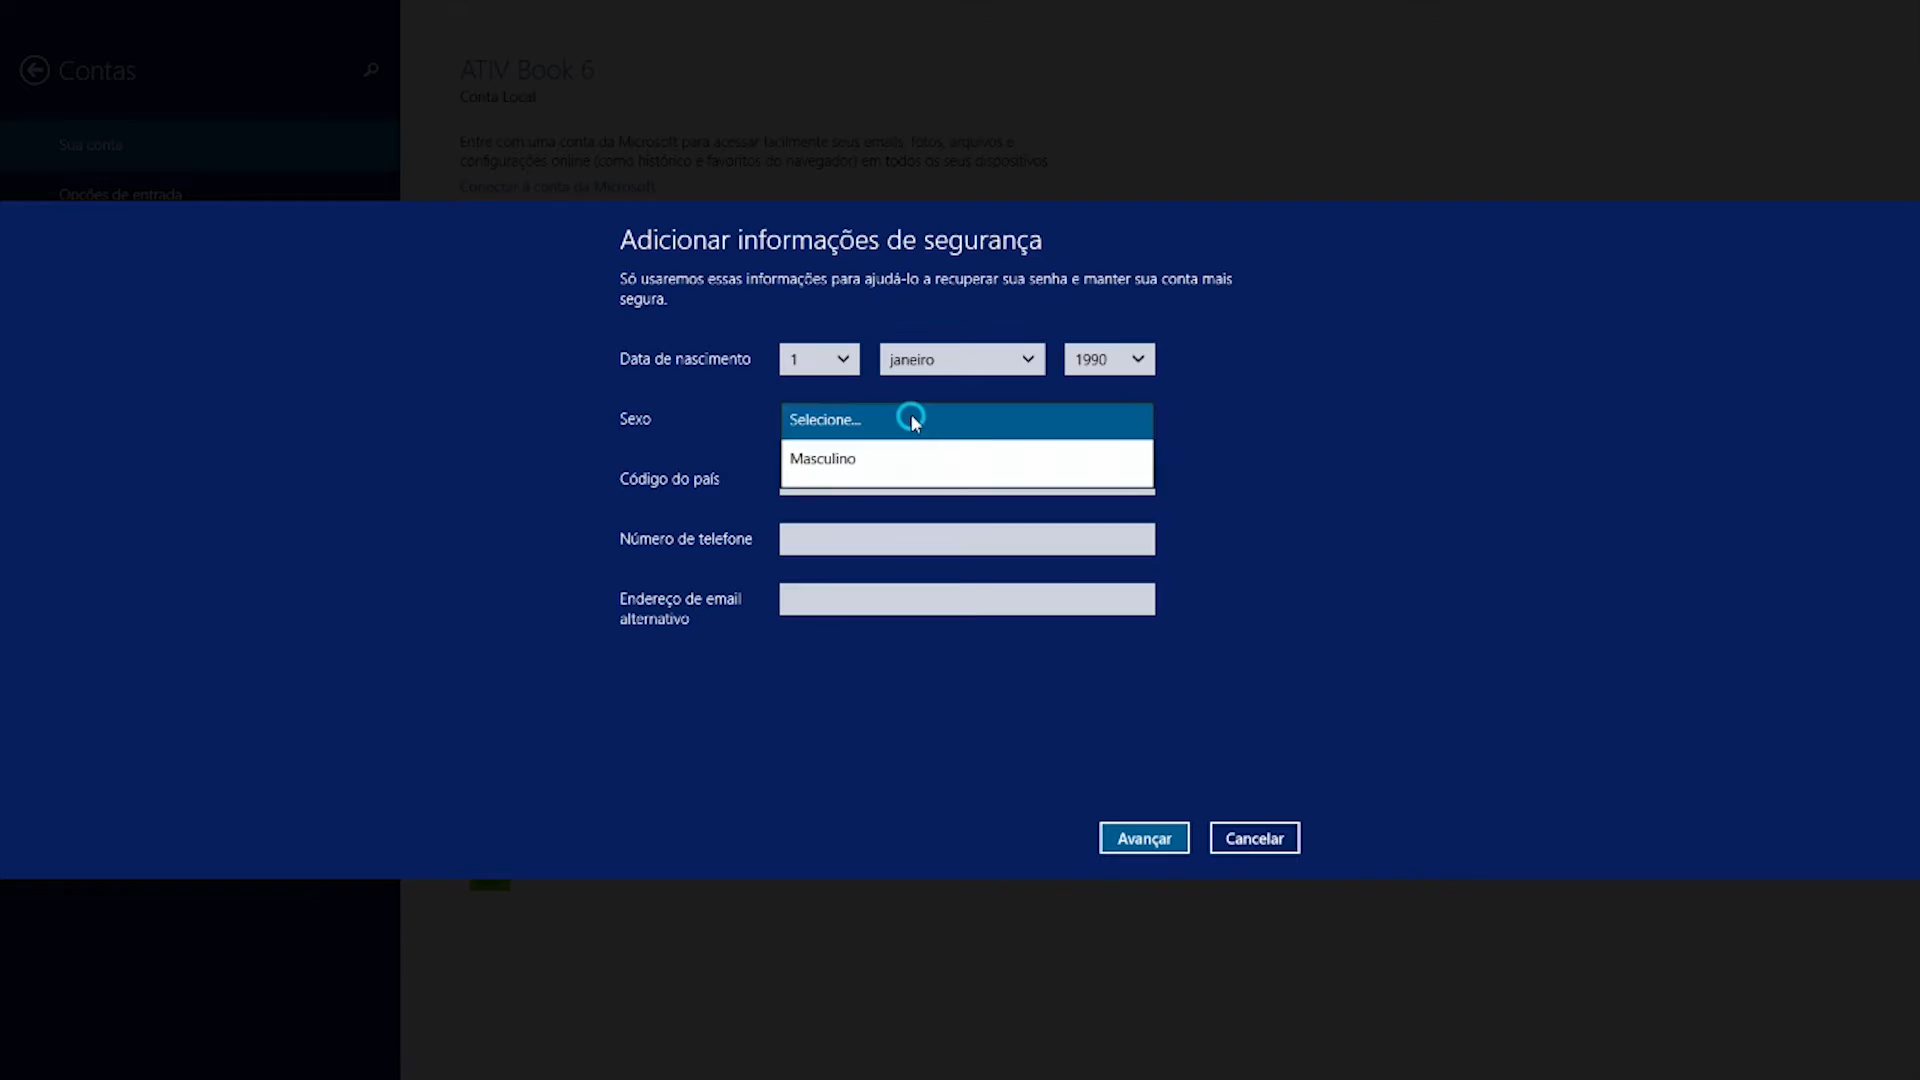 Contas
ATIV Book 6
Conta Local
Sua conta
Entre com uma conta da Microsoft para acessar facilmente seus emails, fotos, arquivos e
configurações online (como histórico e favoritos do navegador) em todos os seus dispositivos
Conectar a conta da Microsoft
Opções de entrada
Adicionar informações de segurança
Só usaremos essas informações para ajudá-lo a recuperar sua senha e manter sua conta mais
segura.
Data de nascimento 1 janeiro 1990
Sexo Selecione...
Masculino
Código do país
Número de telefone
Endereço de email
alternativo
Avançar Cancelar